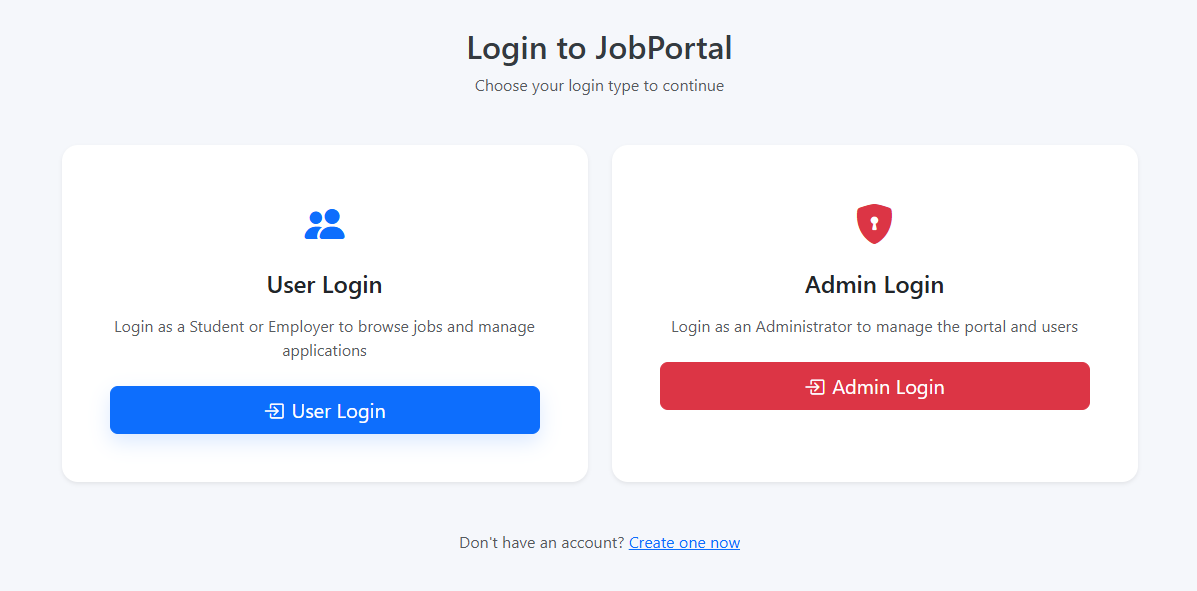 Login to JobPortal
Choose your login type to continue
User Login
Login as a Student or Employer to browse jobs and manage
applications
User Login
Admin Login
Login as an Administrator to manage the portal and users
Admin Login
Don't have an account? Create one now